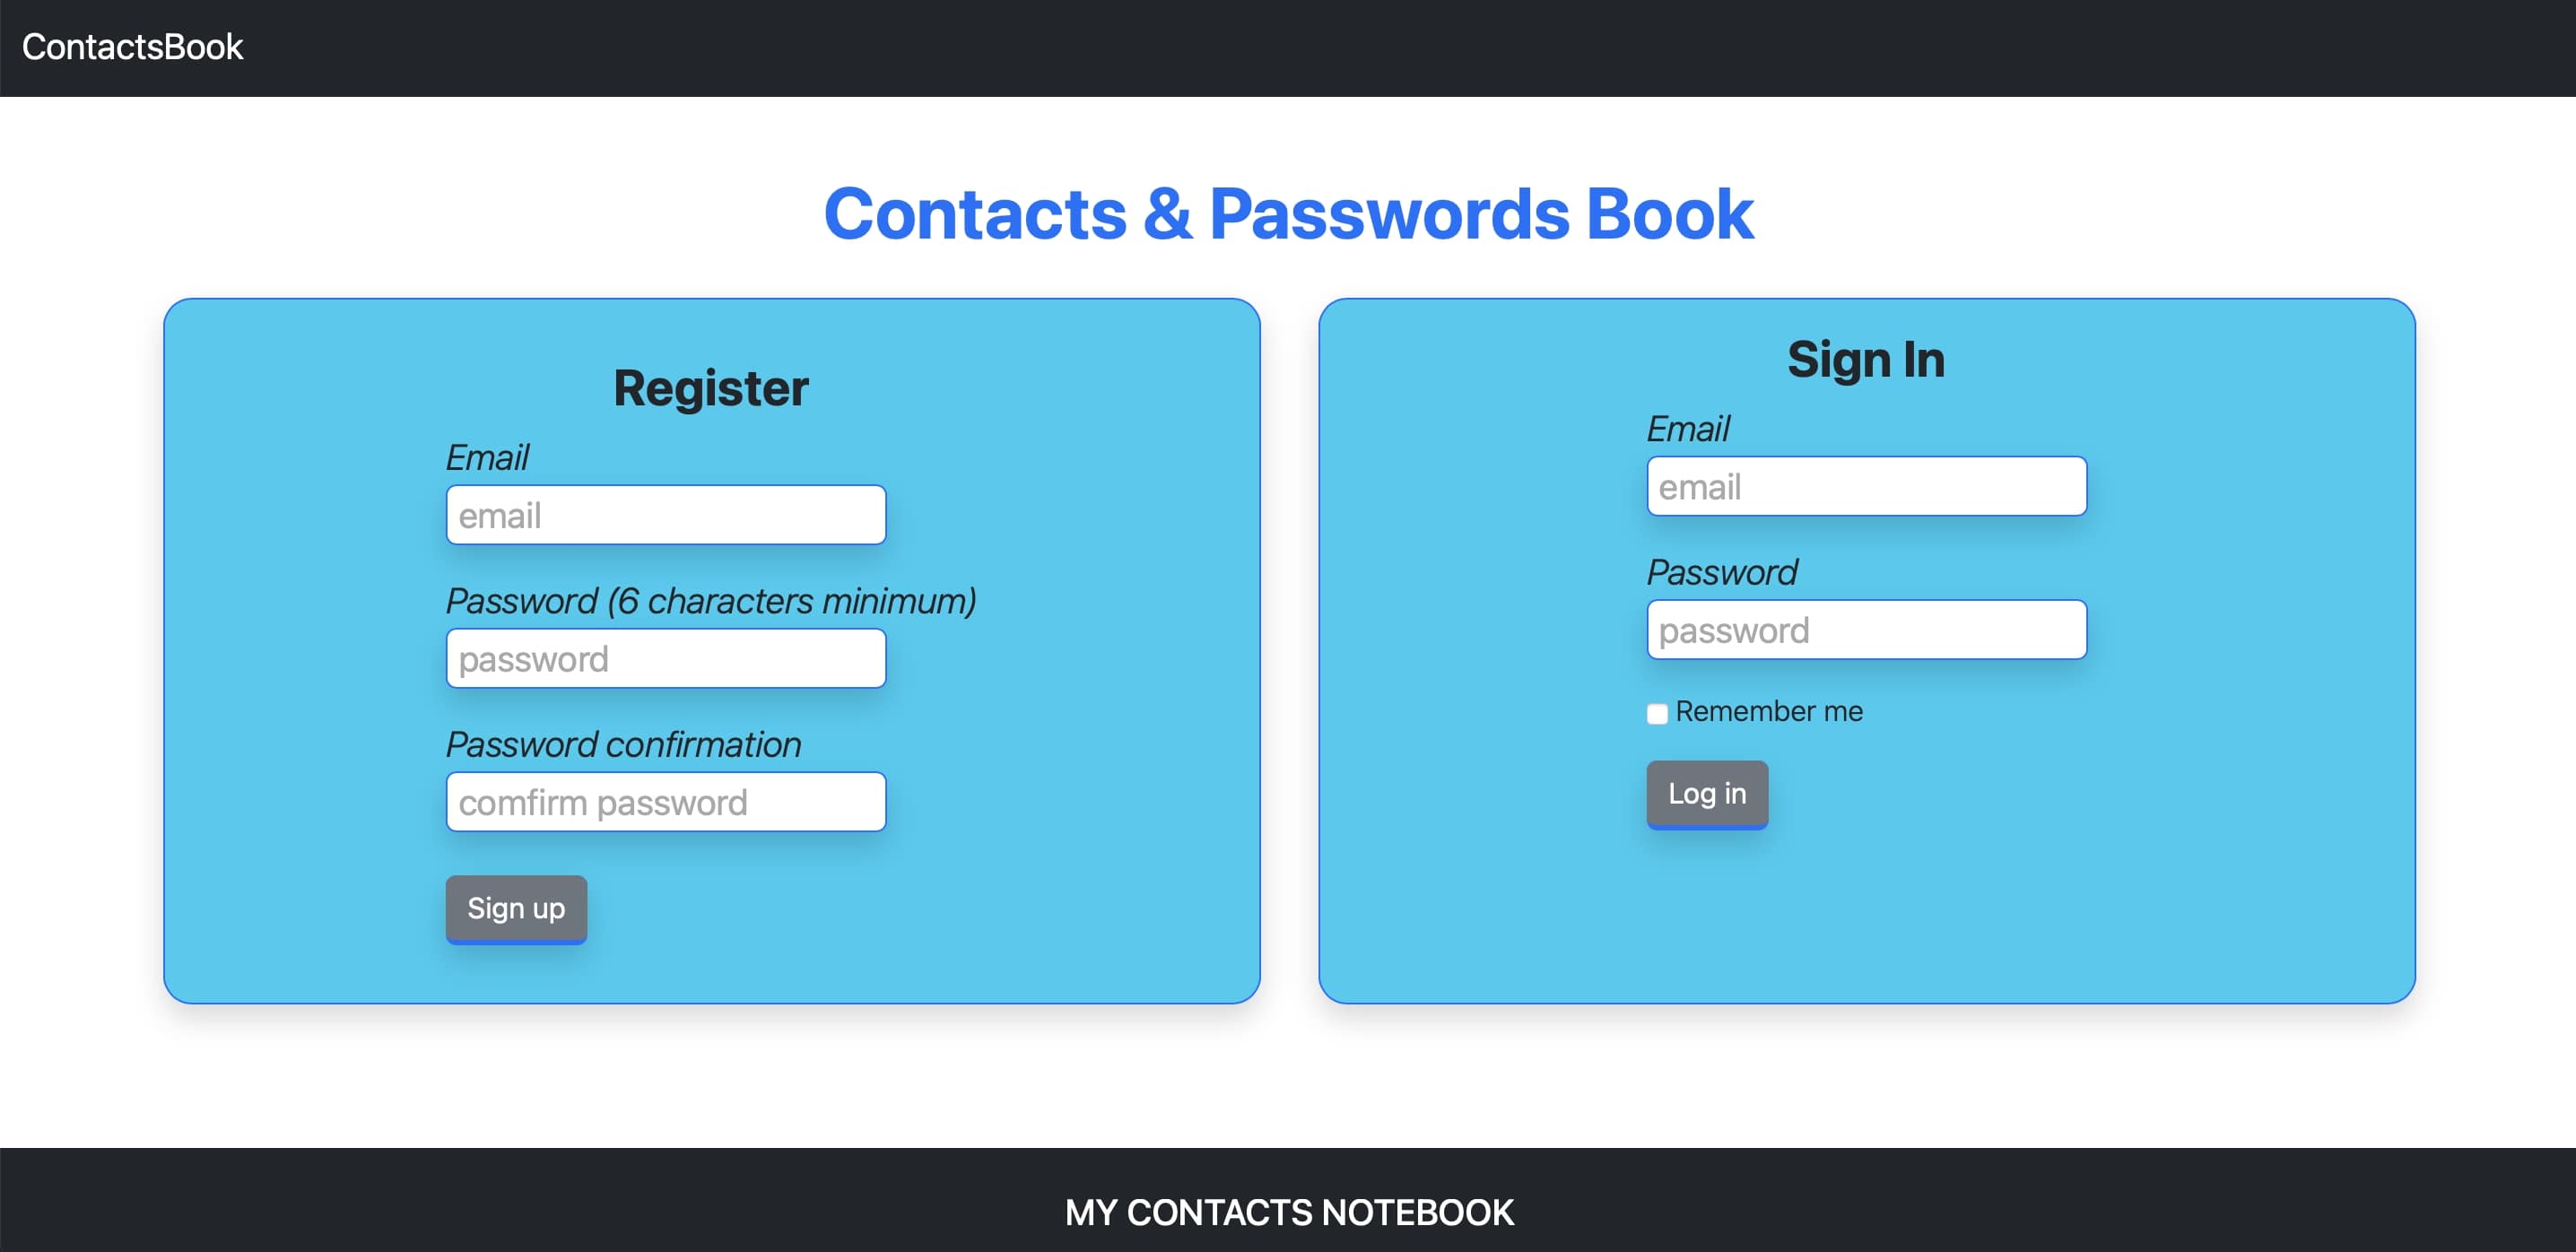 ContactsBook
Contacts & Passwords Book
Register
Email
email
Password (6 characters minimum)
password
Password confirmation
comfirm password
Sign up
Sign In
Email
email
Password
password
Remember me
Log in
MY CONTACTS NOTEBOOK